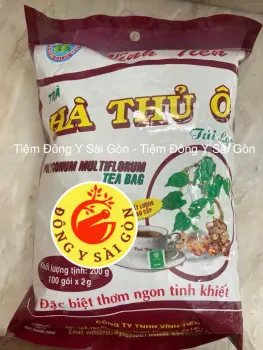 Vĩnh Tiến
TRÀ
HÀ THỦ Ô
Túi Lọc
Tiệm Đông Y Sài Gòn - Tiệm Đông Y Sài Gòn
POLYGONUM MULTIFLORUM
TEA BAG
ĐÔNG Y SÀI GÒN
Khối lượng tịnh: 200 g
100 gói x 2 g
Đặc biệt thơm ngon tinh khiết
CÔNG TY TNHH VĨNH TIẾN